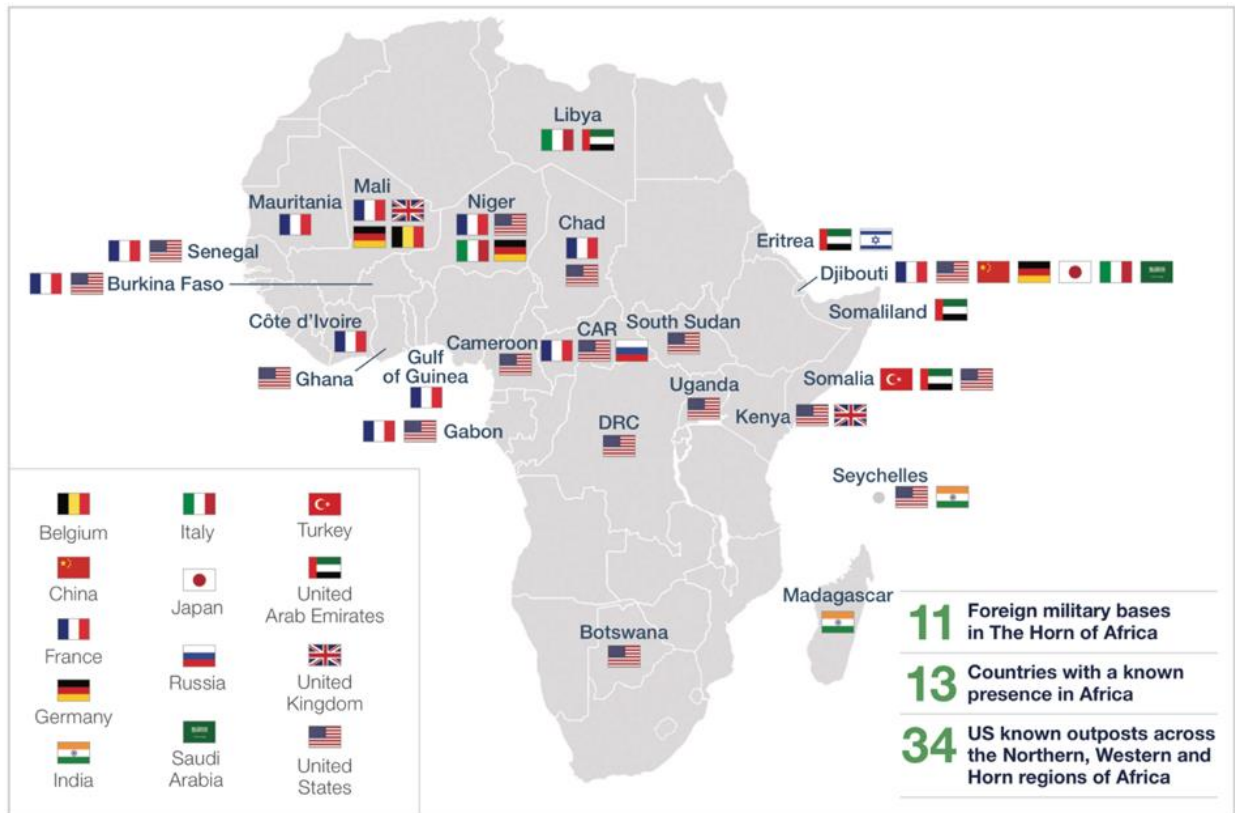 Libya
Mali
Mauritania
Niger
Chad
Senegal
Eritrea
Djibouti
Burkina Faso
Somaliland
Côte d'Ivoire
CAR
South Sudan
Cameroon
Gulf
of Guinea
Ghana
Uganda
Somalia
Kenya
DRC
Gabon
Seychelles
Madagascar
Botswana
Belgium
China
France
Germany
India
Italy
Japan
Russia
Saudi
Arabia
Turkey
United
Arab Emirates
United
Kingdom
United
States
11 Foreign military bases
in The Horn of Africa
13 Countries with a known
presence in Africa
34 US known outposts across
the Northern, Western and
Horn regions of Africa